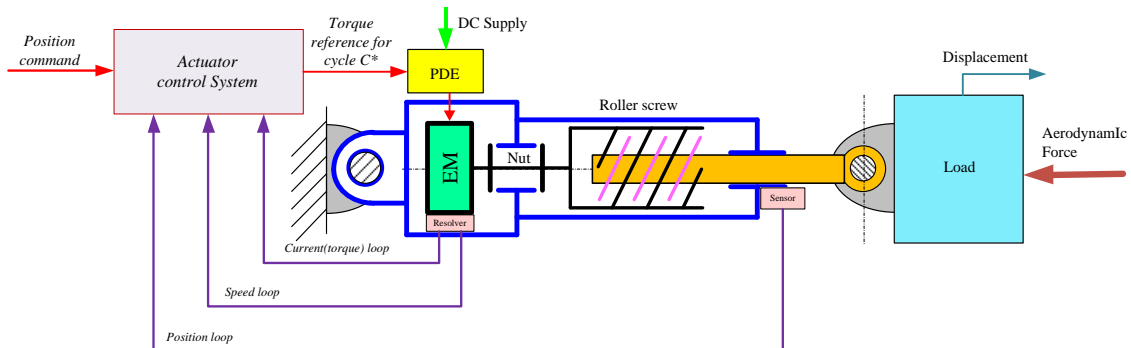 Position
command
Actuator
control System
Torque
reference for
cycle C*
DC Supply
PDE
EM
Resolver
Nut
Roller screw
Sensor
Displacement
Load
AerodynamIc
Force
Current(torque) loop
Speed loop
Position loop